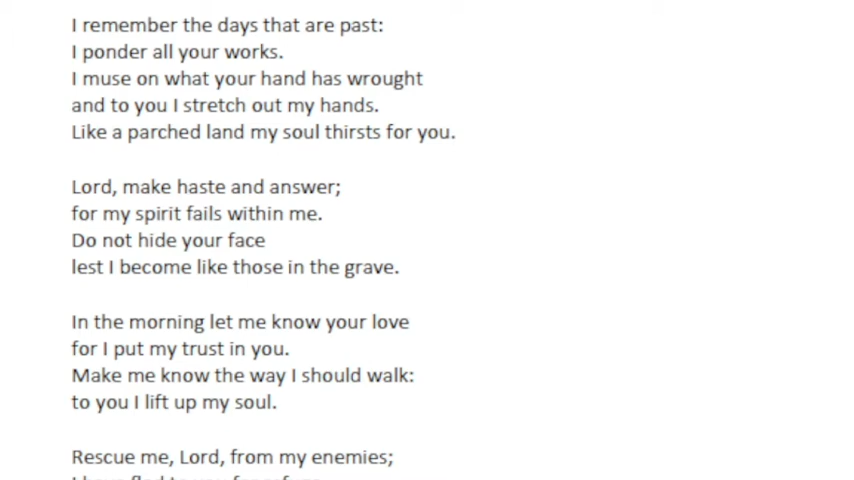 I remember the days that are past:
I ponder all your works.
I muse on what your hand has wrought
and to you I stretch out my hands.
Like a parched land my soul thirsts for you.
Lord, make haste and answer;
for my spirit fails within me.
Do not hide your face
lest I become like those in the grave.
In the morning let me know your love
for I put my trust in you.
Make me know the way I should walk:
to you I lift up my soul.
Rescue me, Lord, from my enemies;